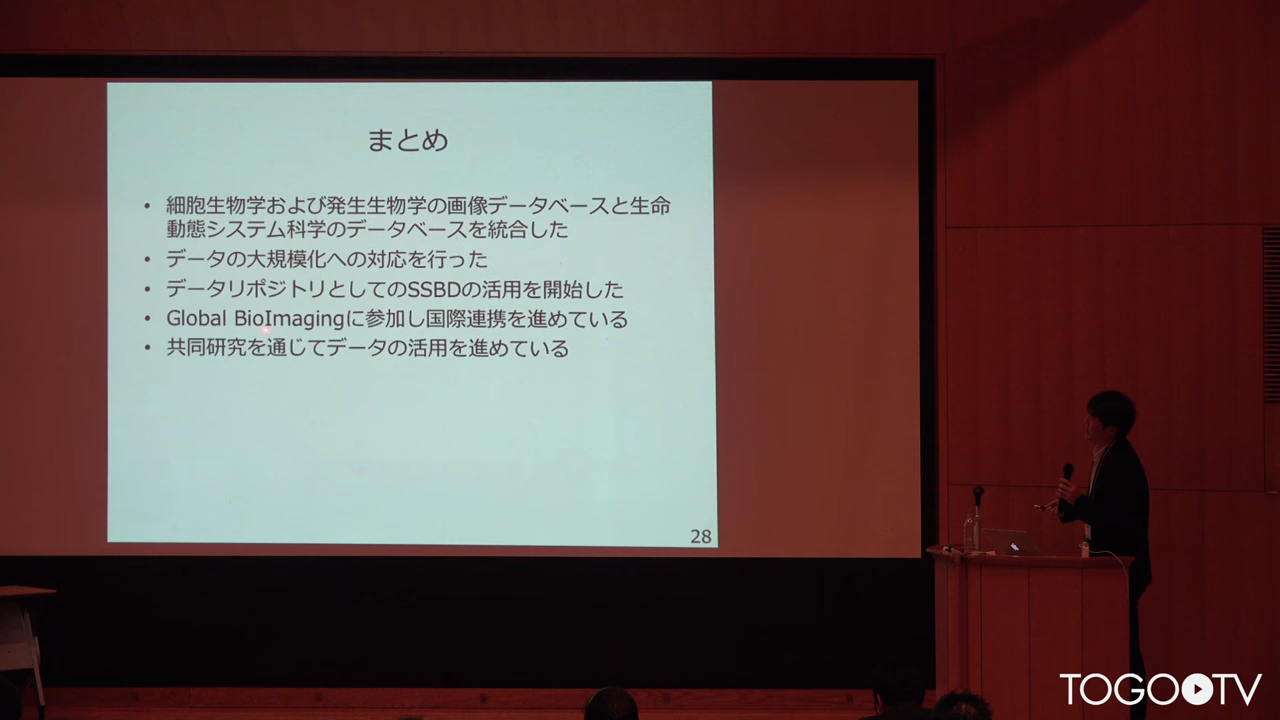 まとめ
• 細胞生物学および発生生物学の画像データベースと生命
動態システム科学のデータベースを統合した
• データの大規模化への対応を行った
• データリポジトリとしてのSSBDの活用を開始した
• Global BioImagingに参加し国際連携を進めている
• 共同研究を通じてデータの活用を進めている
28
TOGO TV